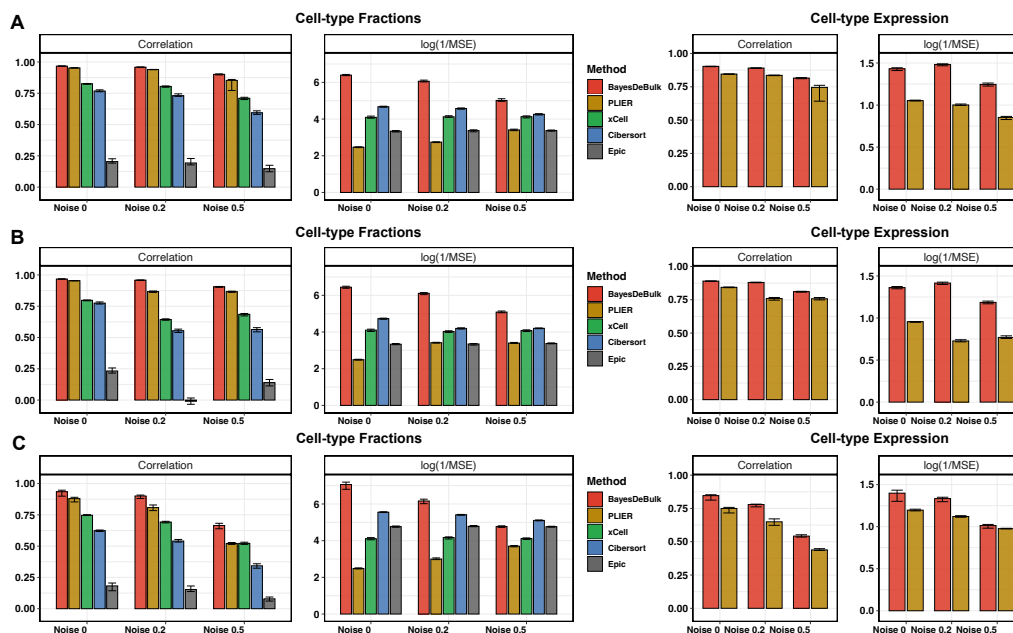 A
Cell-type Fractions
Cell-type Expression
Correlation
log(1/MSE)
Correlation
log(1/MSE)
1.00
0.75
0.50
0.25
0.00
6
4
2
0
Method
BayesDeBulk
PLIER
xCell
Cibersort
Epic
1.00
0.75
0.50
0.25
0.00
1.5
1.0
0.5
0.0
Noise 0 Noise 0.2 Noise 0.5
Noise 0 Noise 0.2 Noise 0.5
Noise 0 Noise 0.2 Noise 0.5
Noise 0 Noise 0.2 Noise 0.5
B
Cell-type Fractions
Cell-type Expression
Correlation
log(1/MSE)
Correlation
log(1/MSE)
1.00
0.75
0.50
0.25
0.00
6
4
2
0
Method
BayesDeBulk
PLIER
xCell
Cibersort
Epic
1.00
0.75
0.50
0.25
0.00
1.5
1.0
0.5
0.0
Noise 0 Noise 0.2 Noise 0.5
Noise 0 Noise 0.2 Noise 0.5
Noise 0 Noise 0.2 Noise 0.5
Noise 0 Noise 0.2 Noise 0.5
C
Cell-type Fractions
Cell-type Expression
Correlation
log(1/MSE)
Correlation
log(1/MSE)
1.00
0.75
0.50
0.25
0.00
6
4
2
0
Method
BayesDeBulk
PLIER
xCell
Cibersort
Epic
1.00
0.75
0.50
0.25
0.00
1.5
1.0
0.5
0.0
Noise 0 Noise 0.2 Noise 0.5
Noise 0 Noise 0.2 Noise 0.5
Noise 0 Noise 0.2 Noise 0.5
Noise 0 Noise 0.2 Noise 0.5